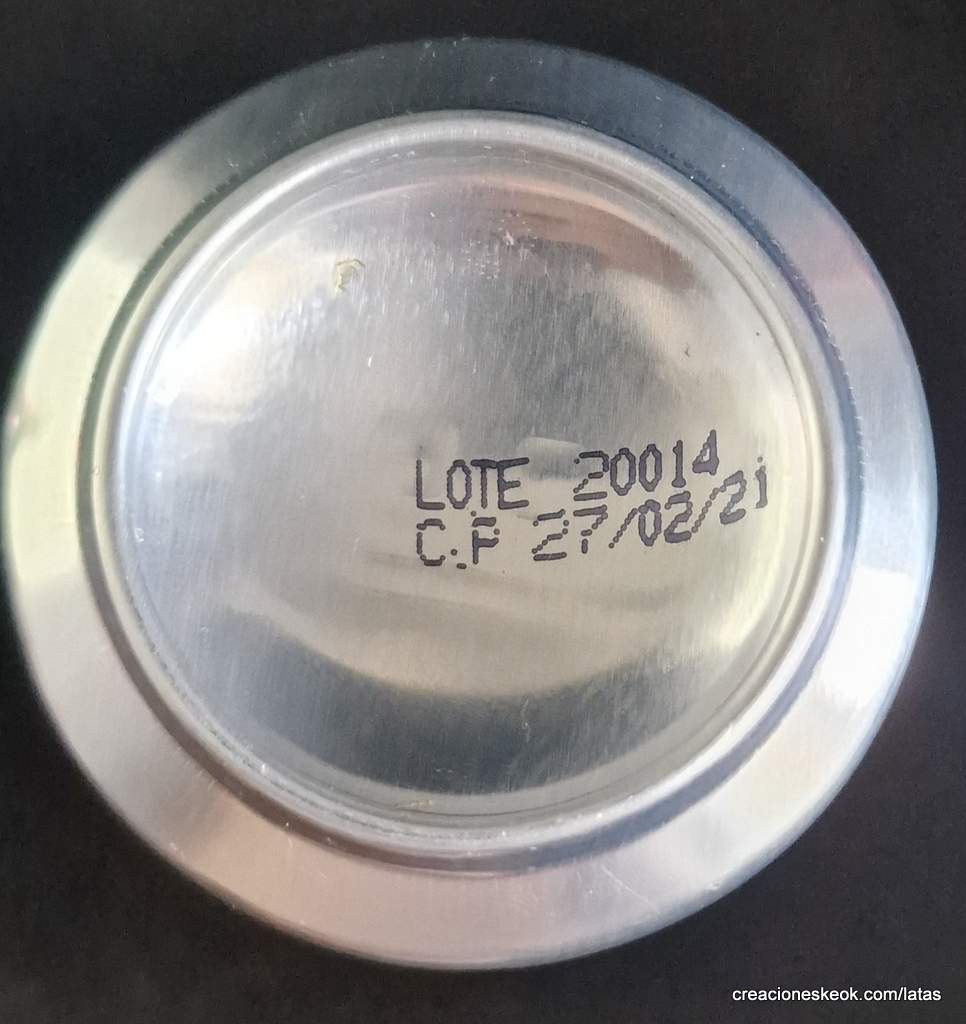 LOTE 20014
C.P 27/02/21
creacioneskeok.com/latas